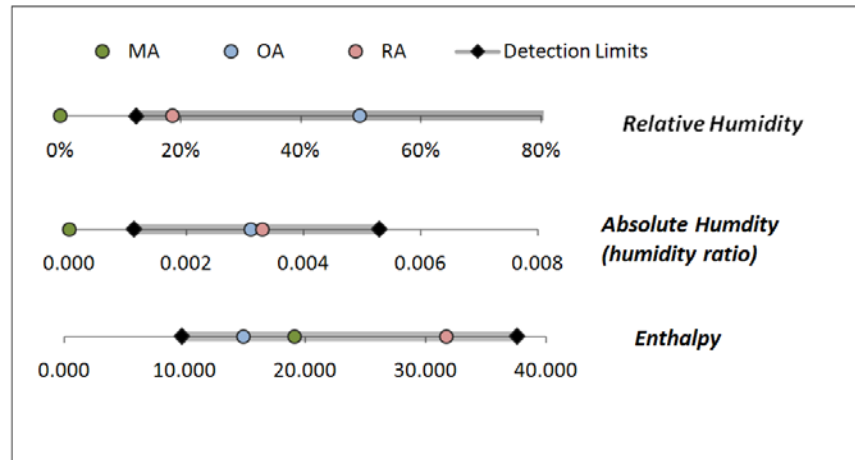 MA OA RA Detection Limits
Relative Humidity
0% 20% 40% 60% 80%
Absolute Humdity
(humidity ratio)
0.000 0.002 0.004 0.006 0.008
Enthalpy
0.000 10.000 20.000 30.000 40.000